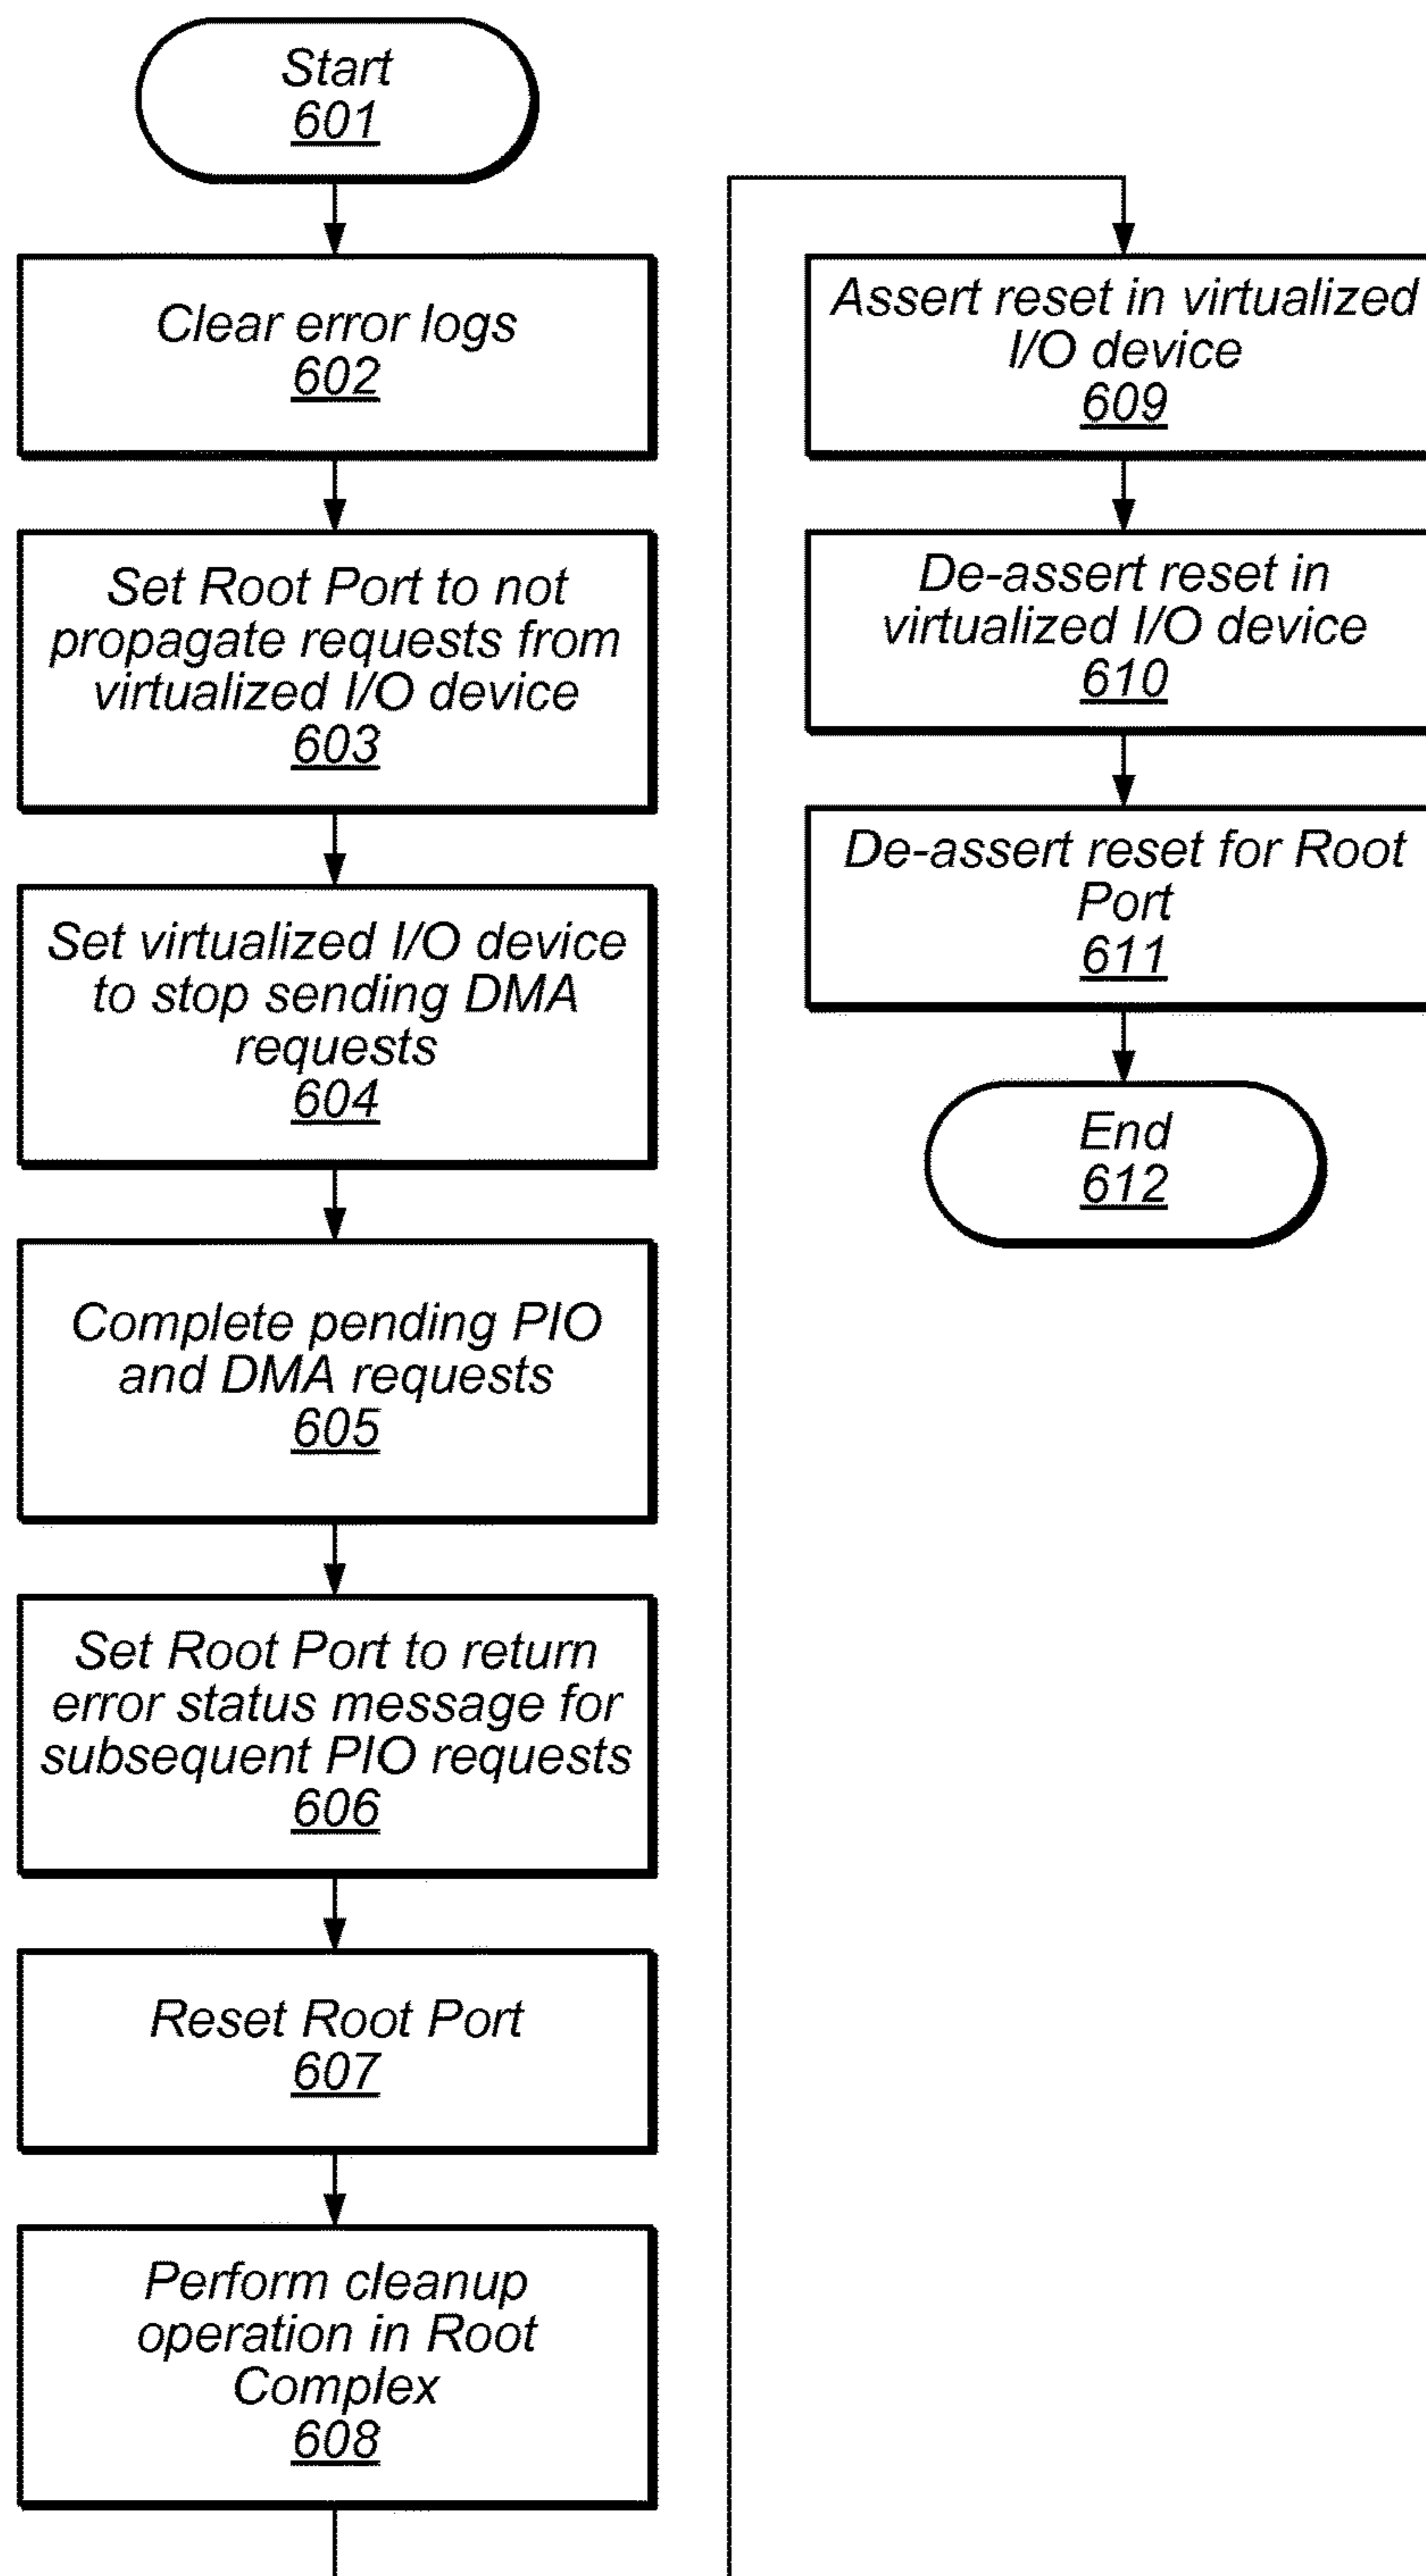 Start
601
Clear error logs
602
Set Root Port to not
propagate requests from
virtualized I/O device
603
Set virtualized I/O device
to stop sending DMA
requests
604
Complete pending PIO
and DMA requests
605
Set Root Port to return
error status message for
subsequent PIO requests
606
Reset Root Port
607
Perform cleanup
operation in Root
Complex
608
Assert reset in virtualized
I/O device
609
De-assert reset in
virtualized I/O device
610
De-assert reset for Root
Port
611
End
612